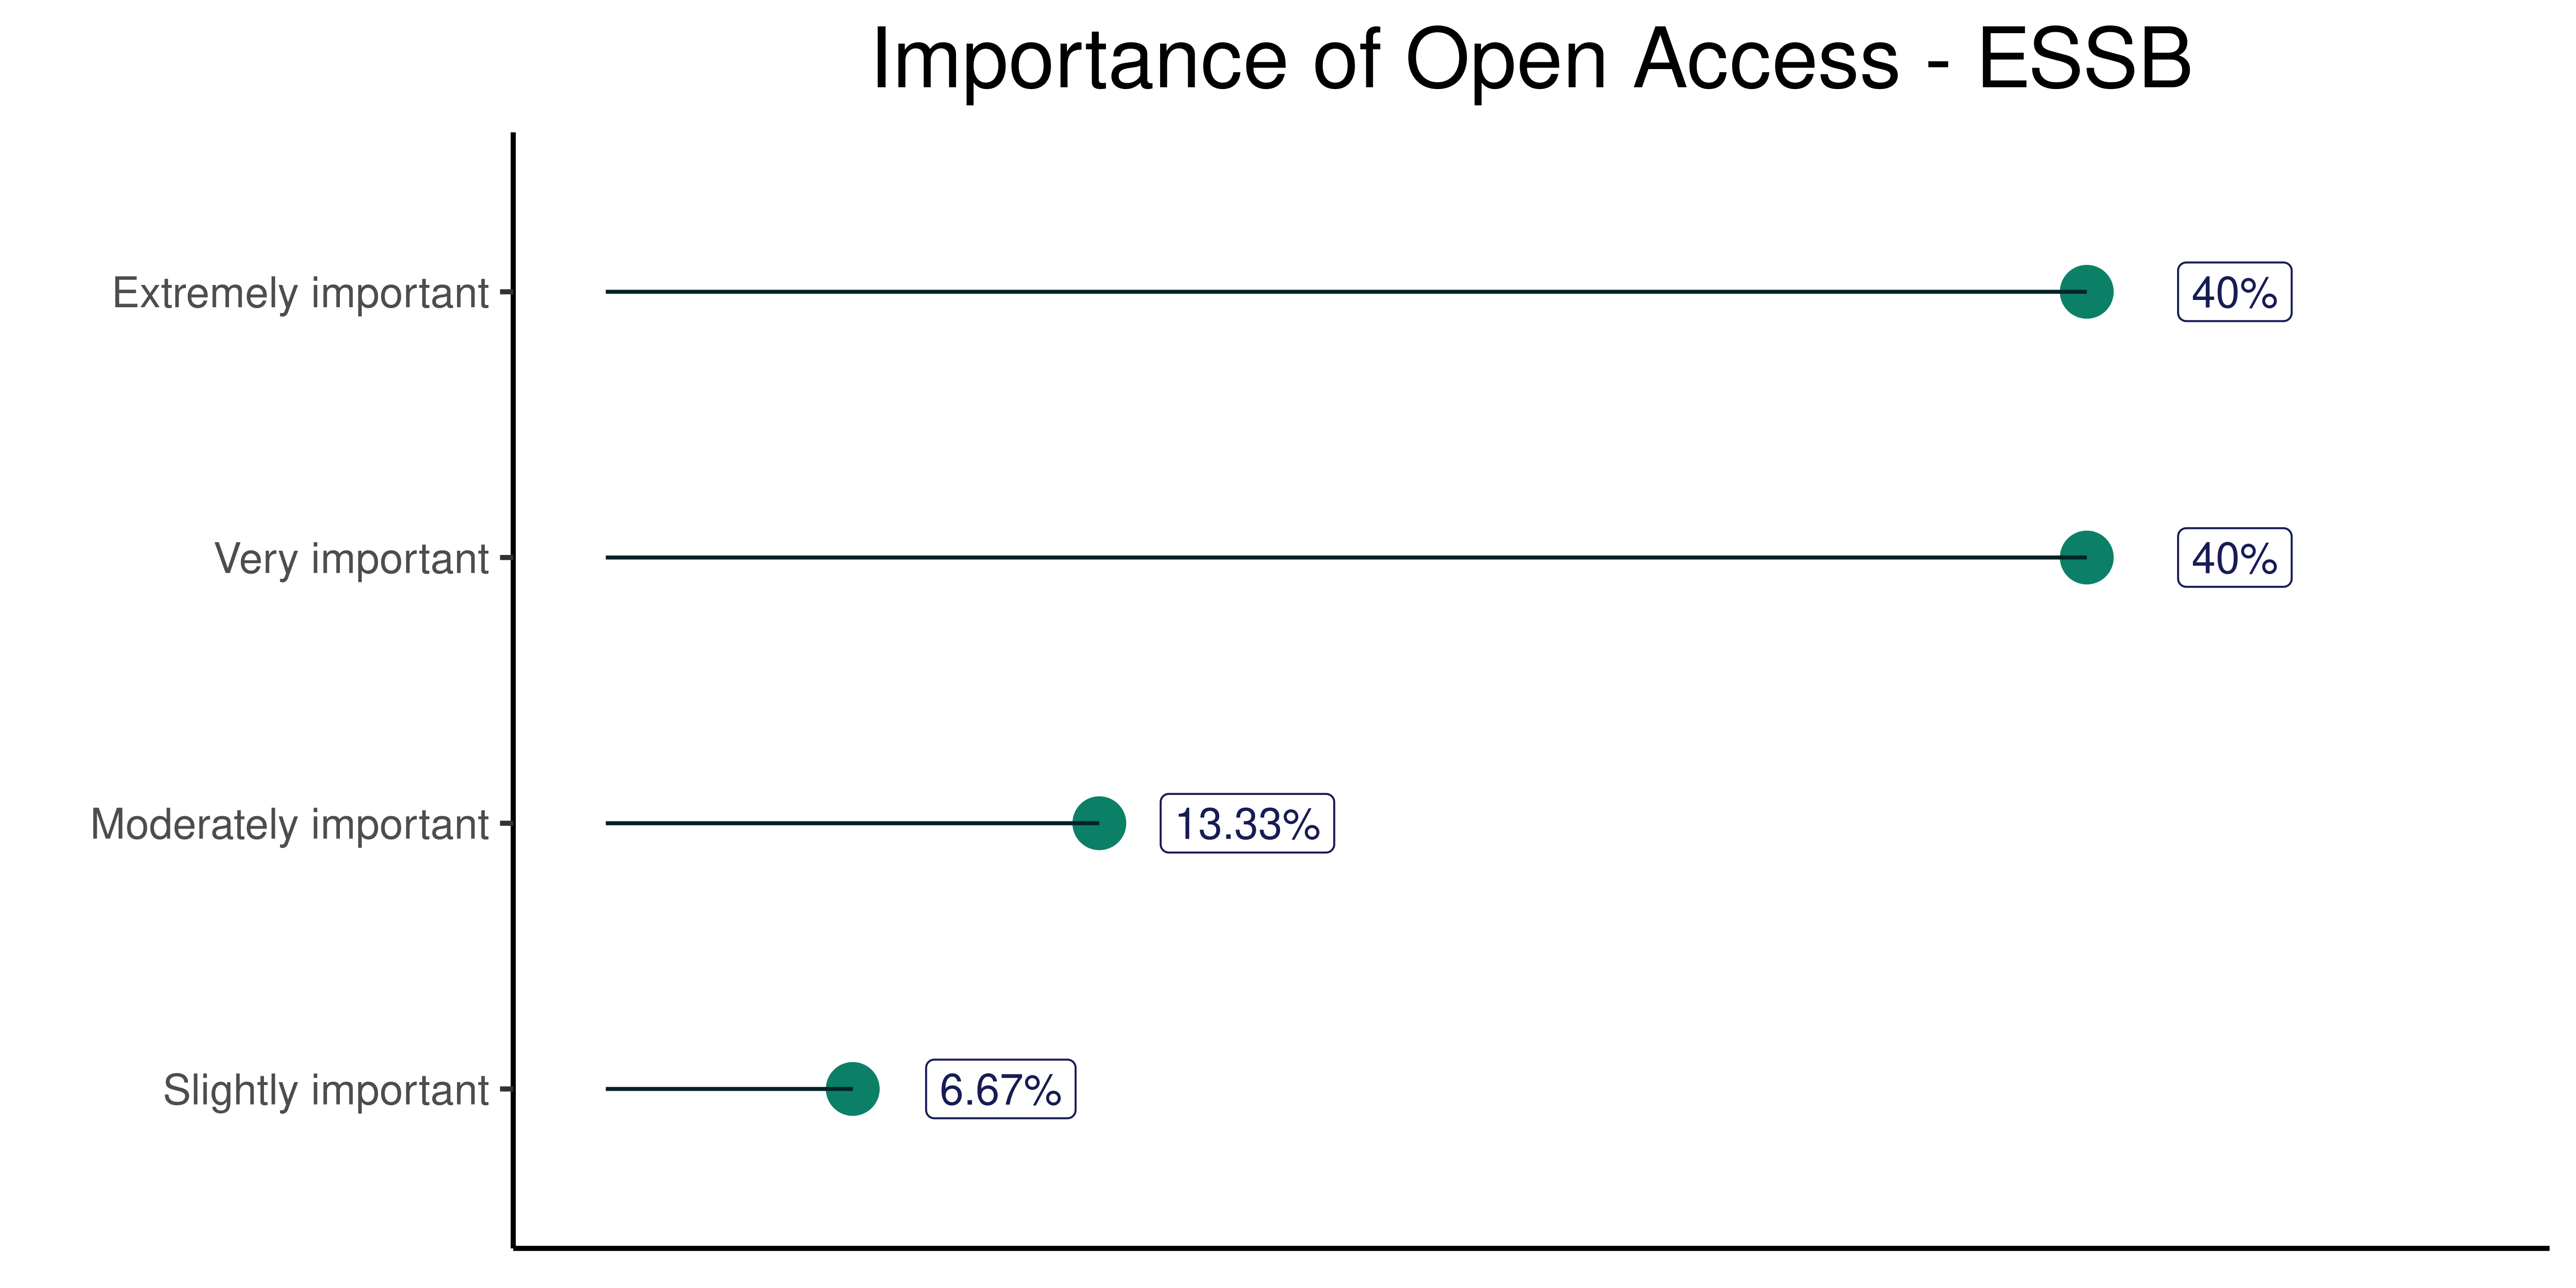 Importance of Open Access - ESSB
Extremely important 40%
Very important 40%
Moderately important 13.33%
Slightly important 6.67%